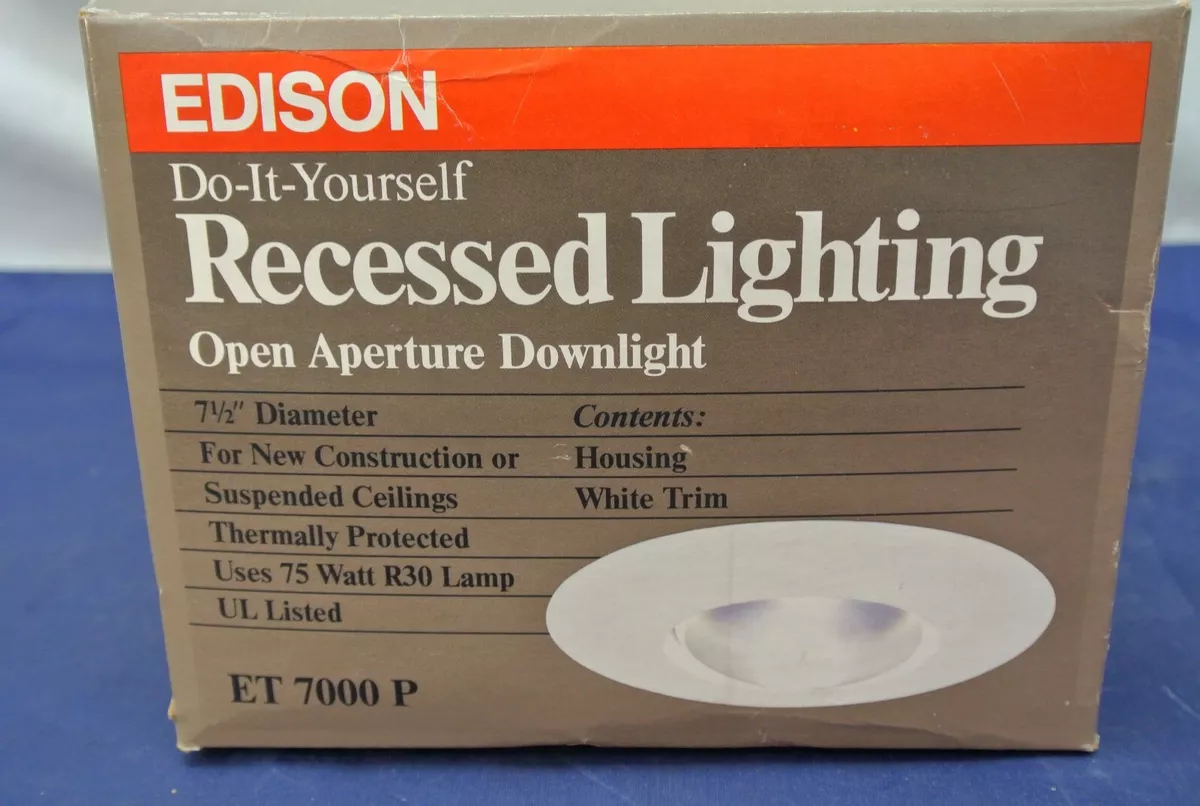 EDISON
Do-It-Yourself
Recessed Lighting
Open Aperture Downlight
7½" Diameter
For New Construction or
Suspended Ceilings
Thermally Protected
Uses 75 Watt R30 Lamp
UL Listed
Contents:
Housing
White Trim
ET 7000 P